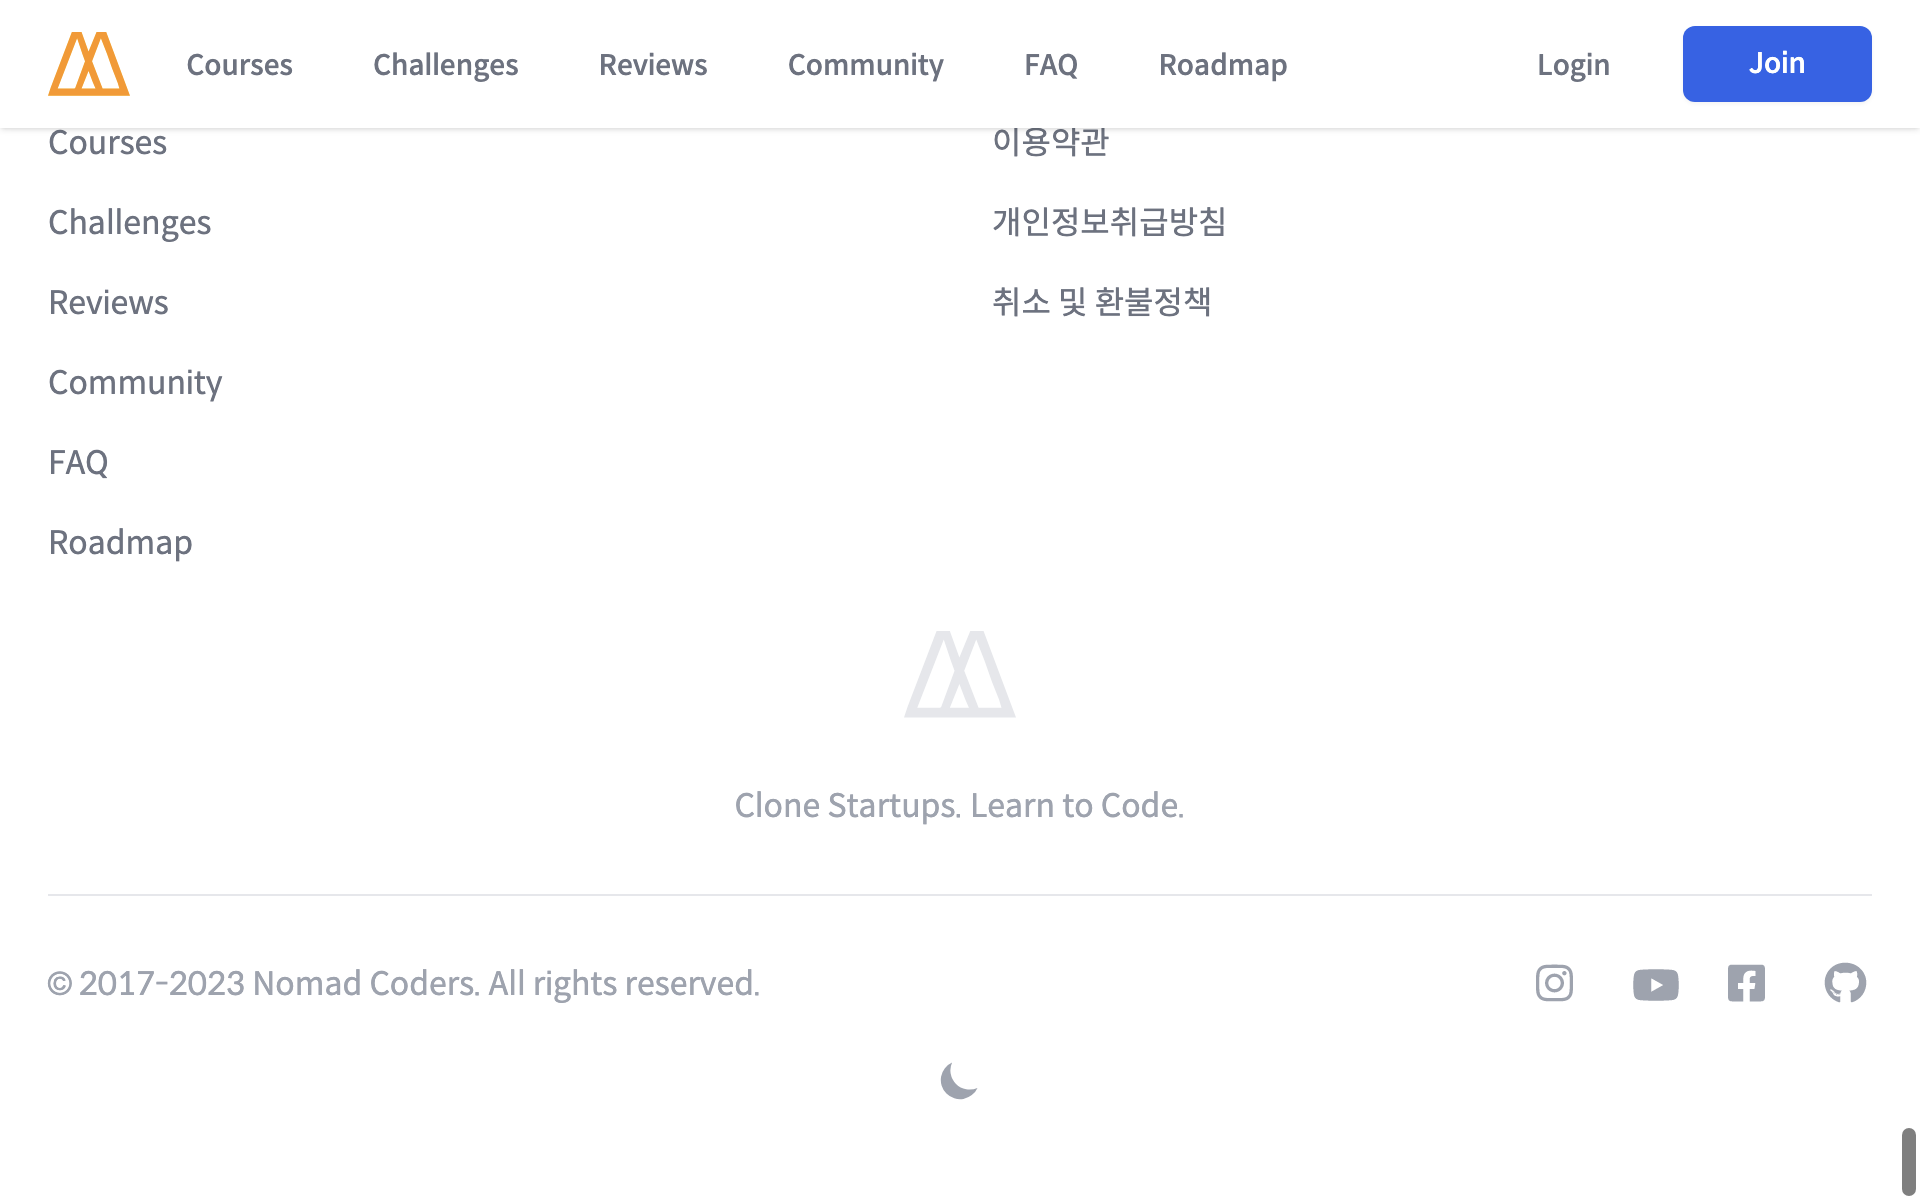 Courses Challenges Reviews Community FAQ Roadmap Login Join
Courses
Challenges
Reviews
Community
FAQ
Roadmap
이용약관
개인정보취급방침
취소 및 환불정책
Clone Startups. Learn to Code.
© 2017-2023 Nomad Coders. All rights reserved.